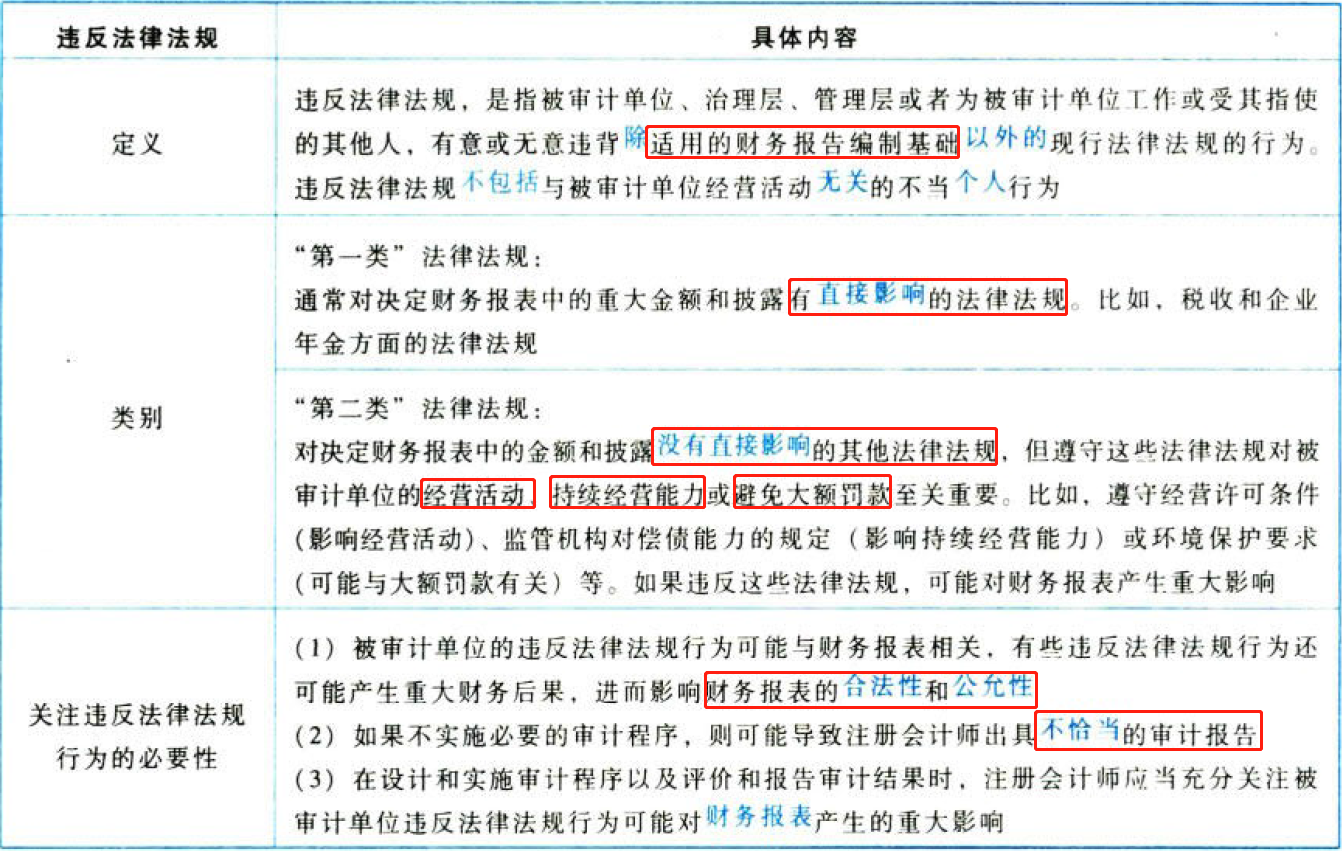 违反法律法规
具体内容
定义
违反法律法规，是指被审计单位、治理层、管理层或者为被审计单位工作或受其指使
的其他人，有意或无意违背除适用的财务报告编制基础以外的现行法律法规的行为。
违反法律法规不包括与被审计单位经营活动无关的不当个人行为
类别
“第一类”法律法规：
通常对决定财务报表中的重大金额和披露有直接影响的法律法规。比如，税收和企业
年金方面的法律法规
“第二类”法律法规：
对决定财务报表中的金额和披露没有直接影响的其他法律法规，但遵守这些法律法规对被
审计单位的经营活动、持续经营能力或避免大额罚款至关重要。比如，遵守经营许可条件
(影响经营活动)、监管机构对偿债能力的规定（影响持续经营能力）或环境保护要求
(可能与大额罚款有关）等。如果违反这些法律法规，可能对财务报表产生重大影响
关注违反法律法规
行为的必要性
(1）被审计单位的违反法律法规行为可能与财务报表相关，有些违反法律法规行为还
可能产生重大财务后果，进而影响财务报表的合法性和公允性
(2）如果不实施必要的审计程序，则可能导致注册会计师出具不恰当的审计报告
(3）在设计和实施审计程序以及评价和报告审计结果时，注册会计师应当充分关注被
审计单位违反法律法规行为可能对财务报表产生的重大影响